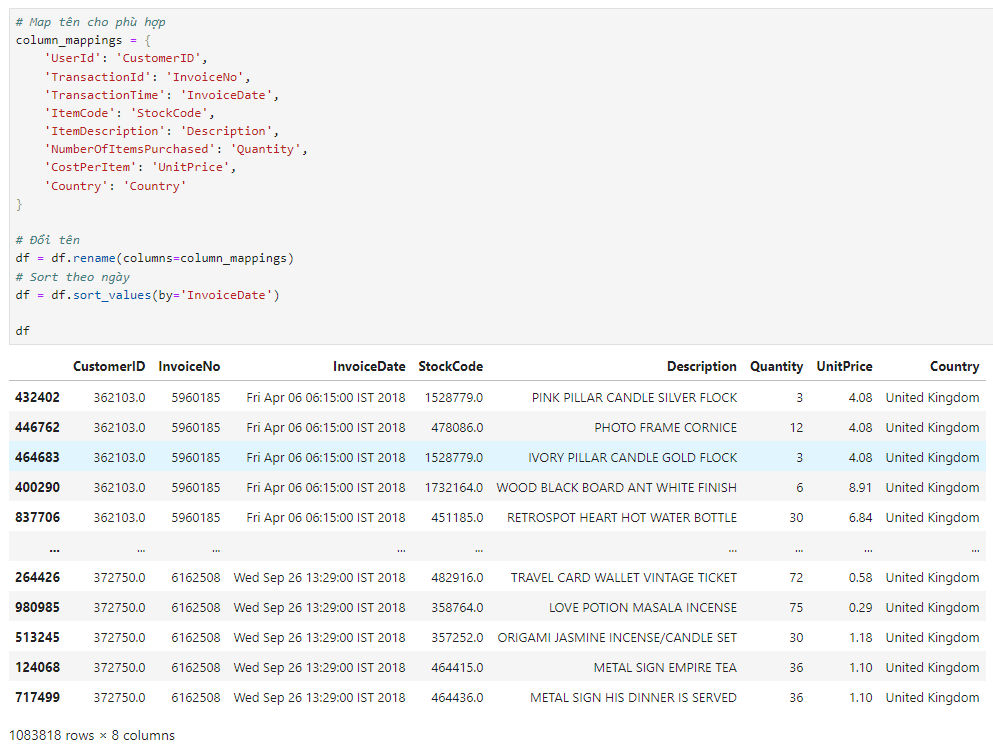 # Map tên cho phù hợp
column_mappings = {
    'UserId': 'CustomerID',
    'TransactionId': 'InvoiceNo',
    'TransactionTime': 'InvoiceDate',
    'ItemCode': 'StockCode',
    'ItemDescription': 'Description',
    'NumberOfItemsPurchased': 'Quantity',
    'CostPerItem': 'UnitPrice',
    'Country': 'Country'
}
# Đổi tên
df = df.rename(columns=column_mappings)
# Sort theo ngày
df = df.sort_values(by='InvoiceDate')
df
CustomerID InvoiceNo InvoiceDate StockCode Description Quantity UnitPrice Country
432402 362103.0 5960185 Fri Apr 06 06:15:00 IST 2018 1528779.0 PINK PILLAR CANDLE SILVER FLOCK 3 4.08 United Kingdom
446762 362103.0 5960185 Fri Apr 06 06:15:00 IST 2018 478086.0 PHOTO FRAME CORNICE 12 4.08 United Kingdom
464683 362103.0 5960185 Fri Apr 06 06:15:00 IST 2018 1528779.0 IVORY PILLAR CANDLE GOLD FLOCK 3 4.08 United Kingdom
400290 362103.0 5960185 Fri Apr 06 06:15:00 IST 2018 1732164.0 WOOD BLACK BOARD ANT WHITE FINISH 6 8.91 United Kingdom
837706 362103.0 5960185 Fri Apr 06 06:15:00 IST 2018 451185.0 RETROSPOT HEART HOT WATER BOTTLE 30 6.84 United Kingdom
... ... ... ... ... ... ... ... ...
264426 372750.0 6162508 Wed Sep 26 13:29:00 IST 2018 482916.0 TRAVEL CARD WALLET VINTAGE TICKET 72 0.58 United Kingdom
980985 372750.0 6162508 Wed Sep 26 13:29:00 IST 2018 358764.0 LOVE POTION MASALA INCENSE 75 0.29 United Kingdom
513245 372750.0 6162508 Wed Sep 26 13:29:00 IST 2018 357252.0 ORIGAMI JASMINE INCENSE/CANDLE SET 30 1.18 United Kingdom
124068 372750.0 6162508 Wed Sep 26 13:29:00 IST 2018 464415.0 METAL SIGN EMPIRE TEA 36 1.10 United Kingdom
717499 372750.0 6162508 Wed Sep 26 13:29:00 IST 2018 464436.0 METAL SIGN HIS DINNER IS SERVED 36 1.10 United Kingdom
1083818 rows × 8 columns